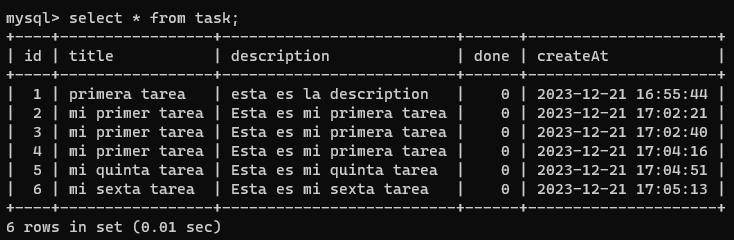 mysql> select * from task;
+----+----------------+-------------------------+------+---------------------+
| id | title          | description             | done | createAt            |
+----+----------------+-------------------------+------+---------------------+
|  1 | primera tarea  | esta es la description  |    0 | 2023-12-21 16:55:44 |
|  2 | mi primer tarea | Esta es mi primera tarea |    0 | 2023-12-21 17:02:21 |
|  3 | mi primer tarea | Esta es mi primera tarea |    0 | 2023-12-21 17:02:40 |
|  4 | mi primer tarea | Esta es mi primera tarea |    0 | 2023-12-21 17:04:16 |
|  5 | mi quinta tarea | Esta es mi quinta tarea |    0 | 2023-12-21 17:04:51 |
|  6 | mi sexta tarea | Esta es mi sexta tarea  |    0 | 2023-12-21 17:05:13 |
+----+----------------+-------------------------+------+---------------------+
6 rows in set (0.01 sec)